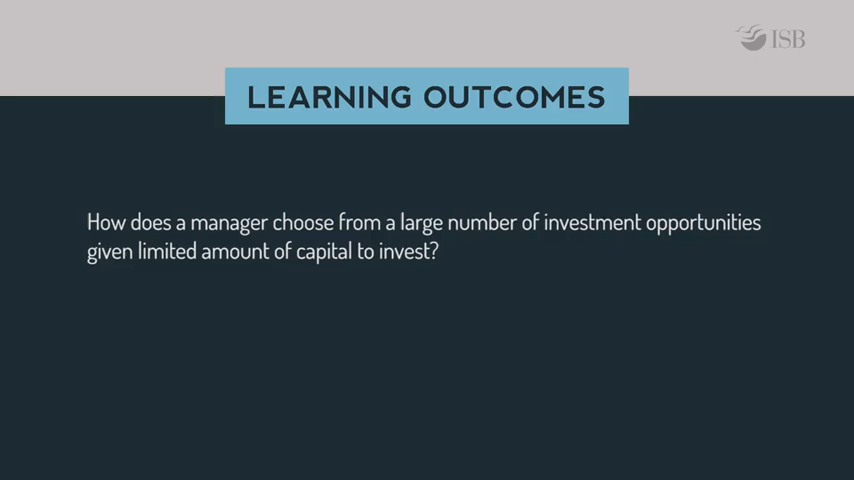 ISB
LEARNING OUTCOMES
How does a manager choose from a large number of investment opportunities
given limited amount of capital to invest?